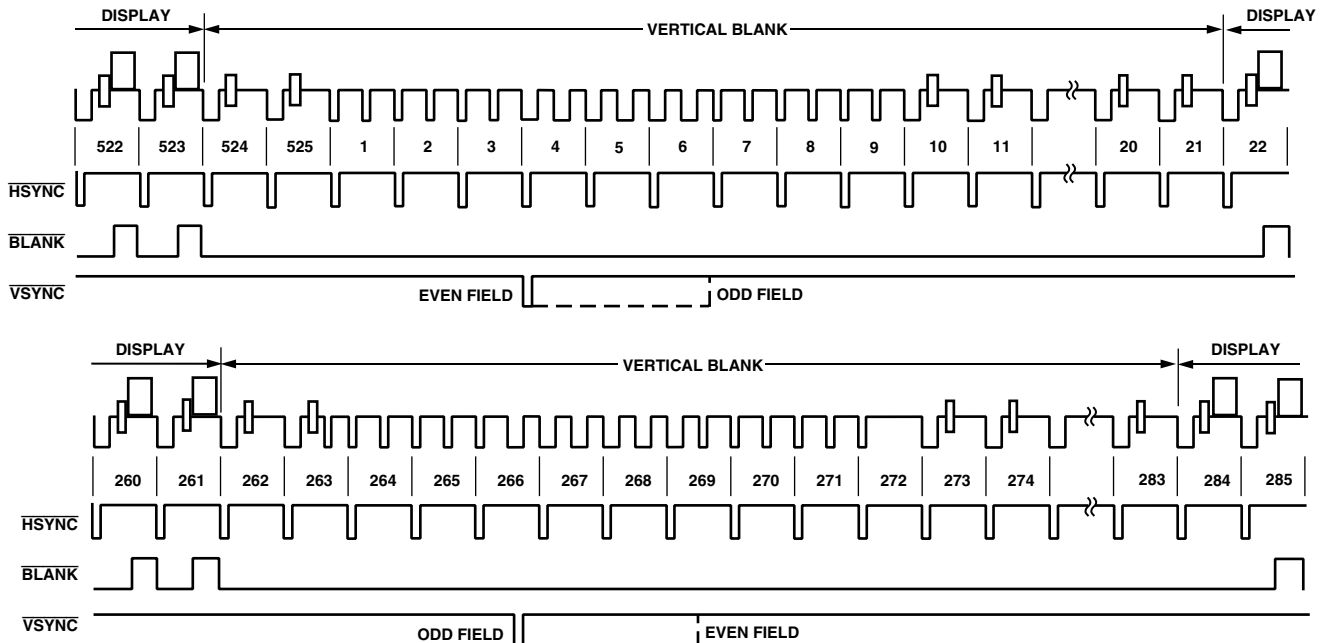 DISPLAY VERTICAL BLANK DISPLAY
522 523 524 525 1 2 3 4 5 6 7 8 9 10 11 20 21 22
HSYNC
BLANK
VSYNC
EVEN FIELD ODD FIELD
DISPLAY VERTICAL BLANK DISPLAY
260 261 262 263 264 265 266 267 268 269 270 271 272 273 274 283 284 285
HSYNC
BLANK
VSYNC
ODD FIELD EVEN FIELD